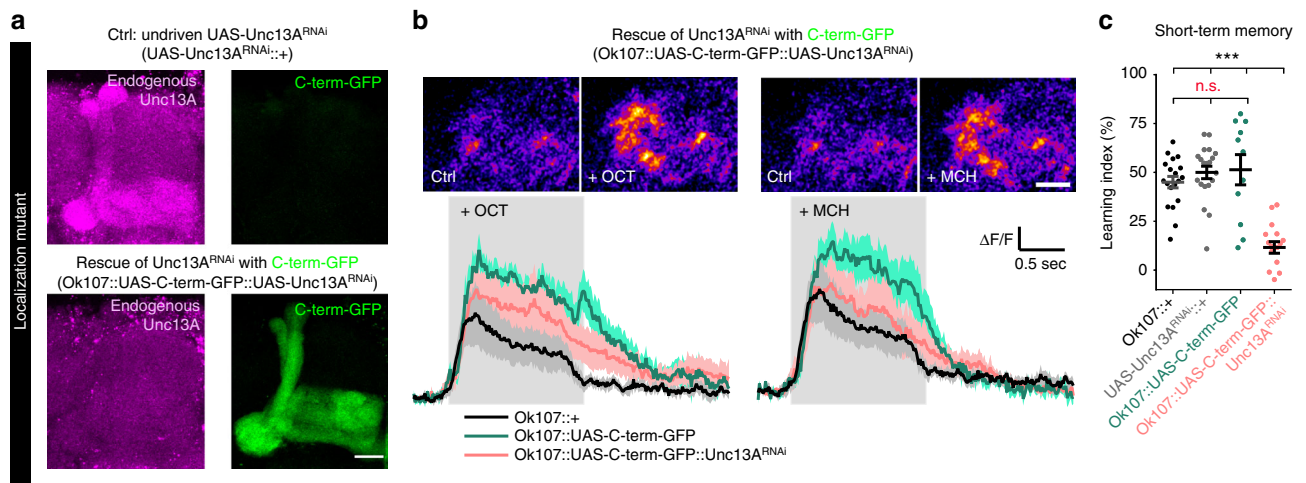 a
Localization mutant
Ctrl: undriven UAS-Unc13A^RNAi
(UAS-Unc13A^RNAi::+)
Endogenous
Unc13A
C-term-GFP
Rescue of Unc13A^RNAi with C-term-GFP
(Ok107::UAS-C-term-GFP::UAS-Unc13A^RNAi)
Endogenous
Unc13A
C-term-GFP
b
Rescue of Unc13A^RNAi with C-term-GFP
(Ok107::UAS-C-term-GFP::UAS-Unc13A^RNAi)
Ctrl
+ OCT
Ctrl
+ MCH
+ OCT
+ MCH
ΔF/F
0.5 sec
Ok107::+
Ok107::UAS-C-term-GFP
Ok107::UAS-C-term-GFP::Unc13A^RNAi
c
Short-term memory
***
n.s.
Learning index (%)
100
75
50
25
0
Ok107::+
UAS-Unc13A^RNAi::+
Ok107::UAS-C-term-GFP
Ok107::UAS-C-term-GFP::
Unc13A^RNAi